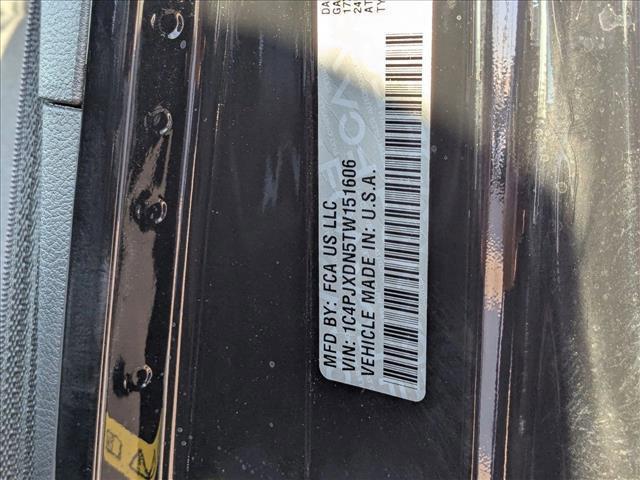 MFD BY: FCA US LLC
VIN: 1C4PJXDN5TW151606
VEHICLE MADE IN: U.S.A.